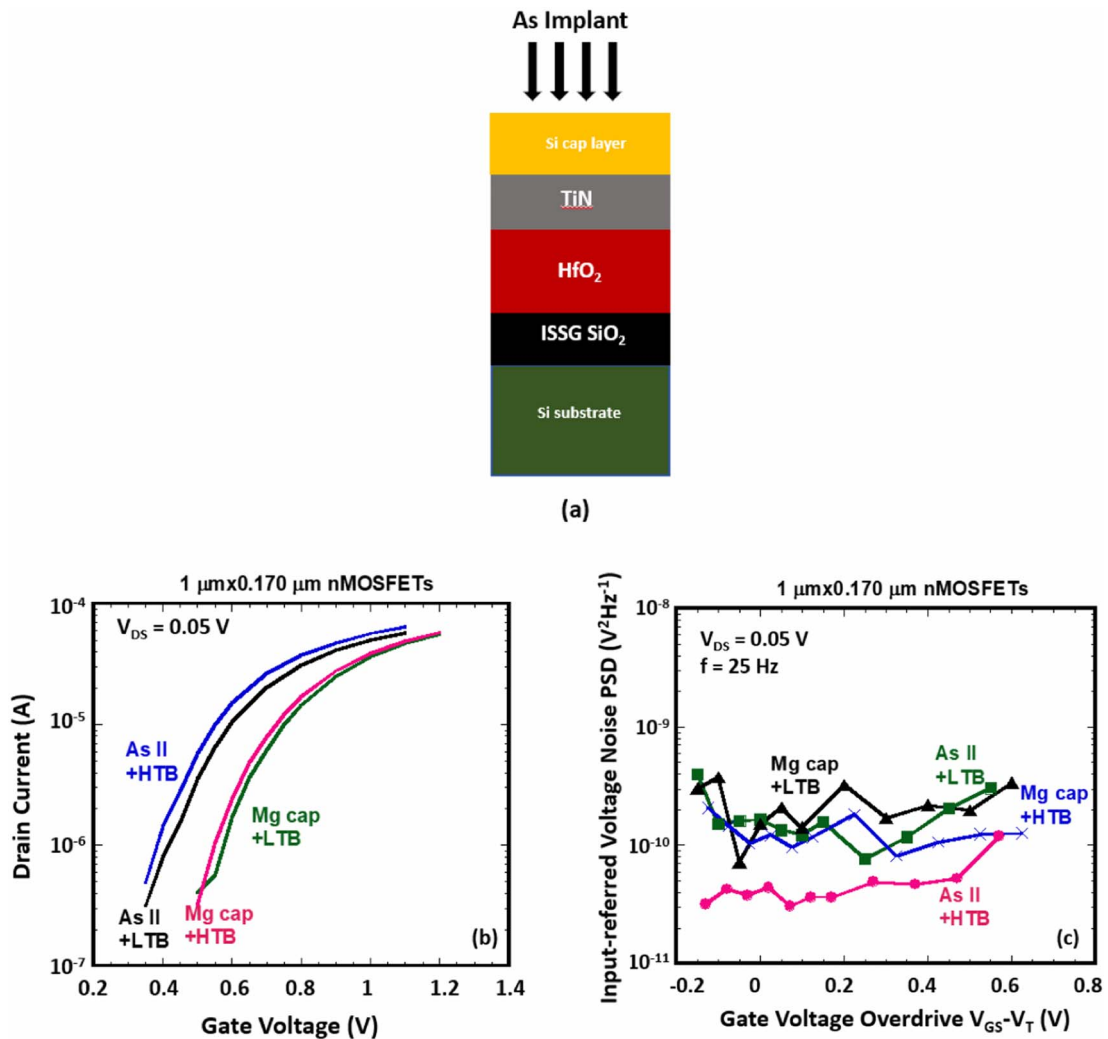 As Implant
Si cap layer
TiN
HfO₂
ISSG SiO₂
Si substrate
(a)
1 μmx0.170 μm nMOSFETs
10⁻⁴
V_DS = 0.05 V
10⁻⁵
As II
+HTB
Mg cap
+LTB
10⁻⁶
As II
+LTB
Mg cap
+HTB
(b)
10⁻⁷
0.2 0.4 0.6 0.8 1 1.2 1.4
Drain Current (A)
Gate Voltage (V)
1 μmx0.170 μm nMOSFETs
10⁻⁸
V_DS = 0.05 V
f = 25 Hz
10⁻⁹
Mg cap
+LTB
As II
+LTB
Mg cap
+HTB
10⁻¹⁰
As II
+HTB
(c)
10⁻¹¹
-0.2 0 0.2 0.4 0.6 0.8
Input-referred Voltage Noise PSD (V²Hz⁻¹)
Gate Voltage Overdrive V_GS-V_T (V)